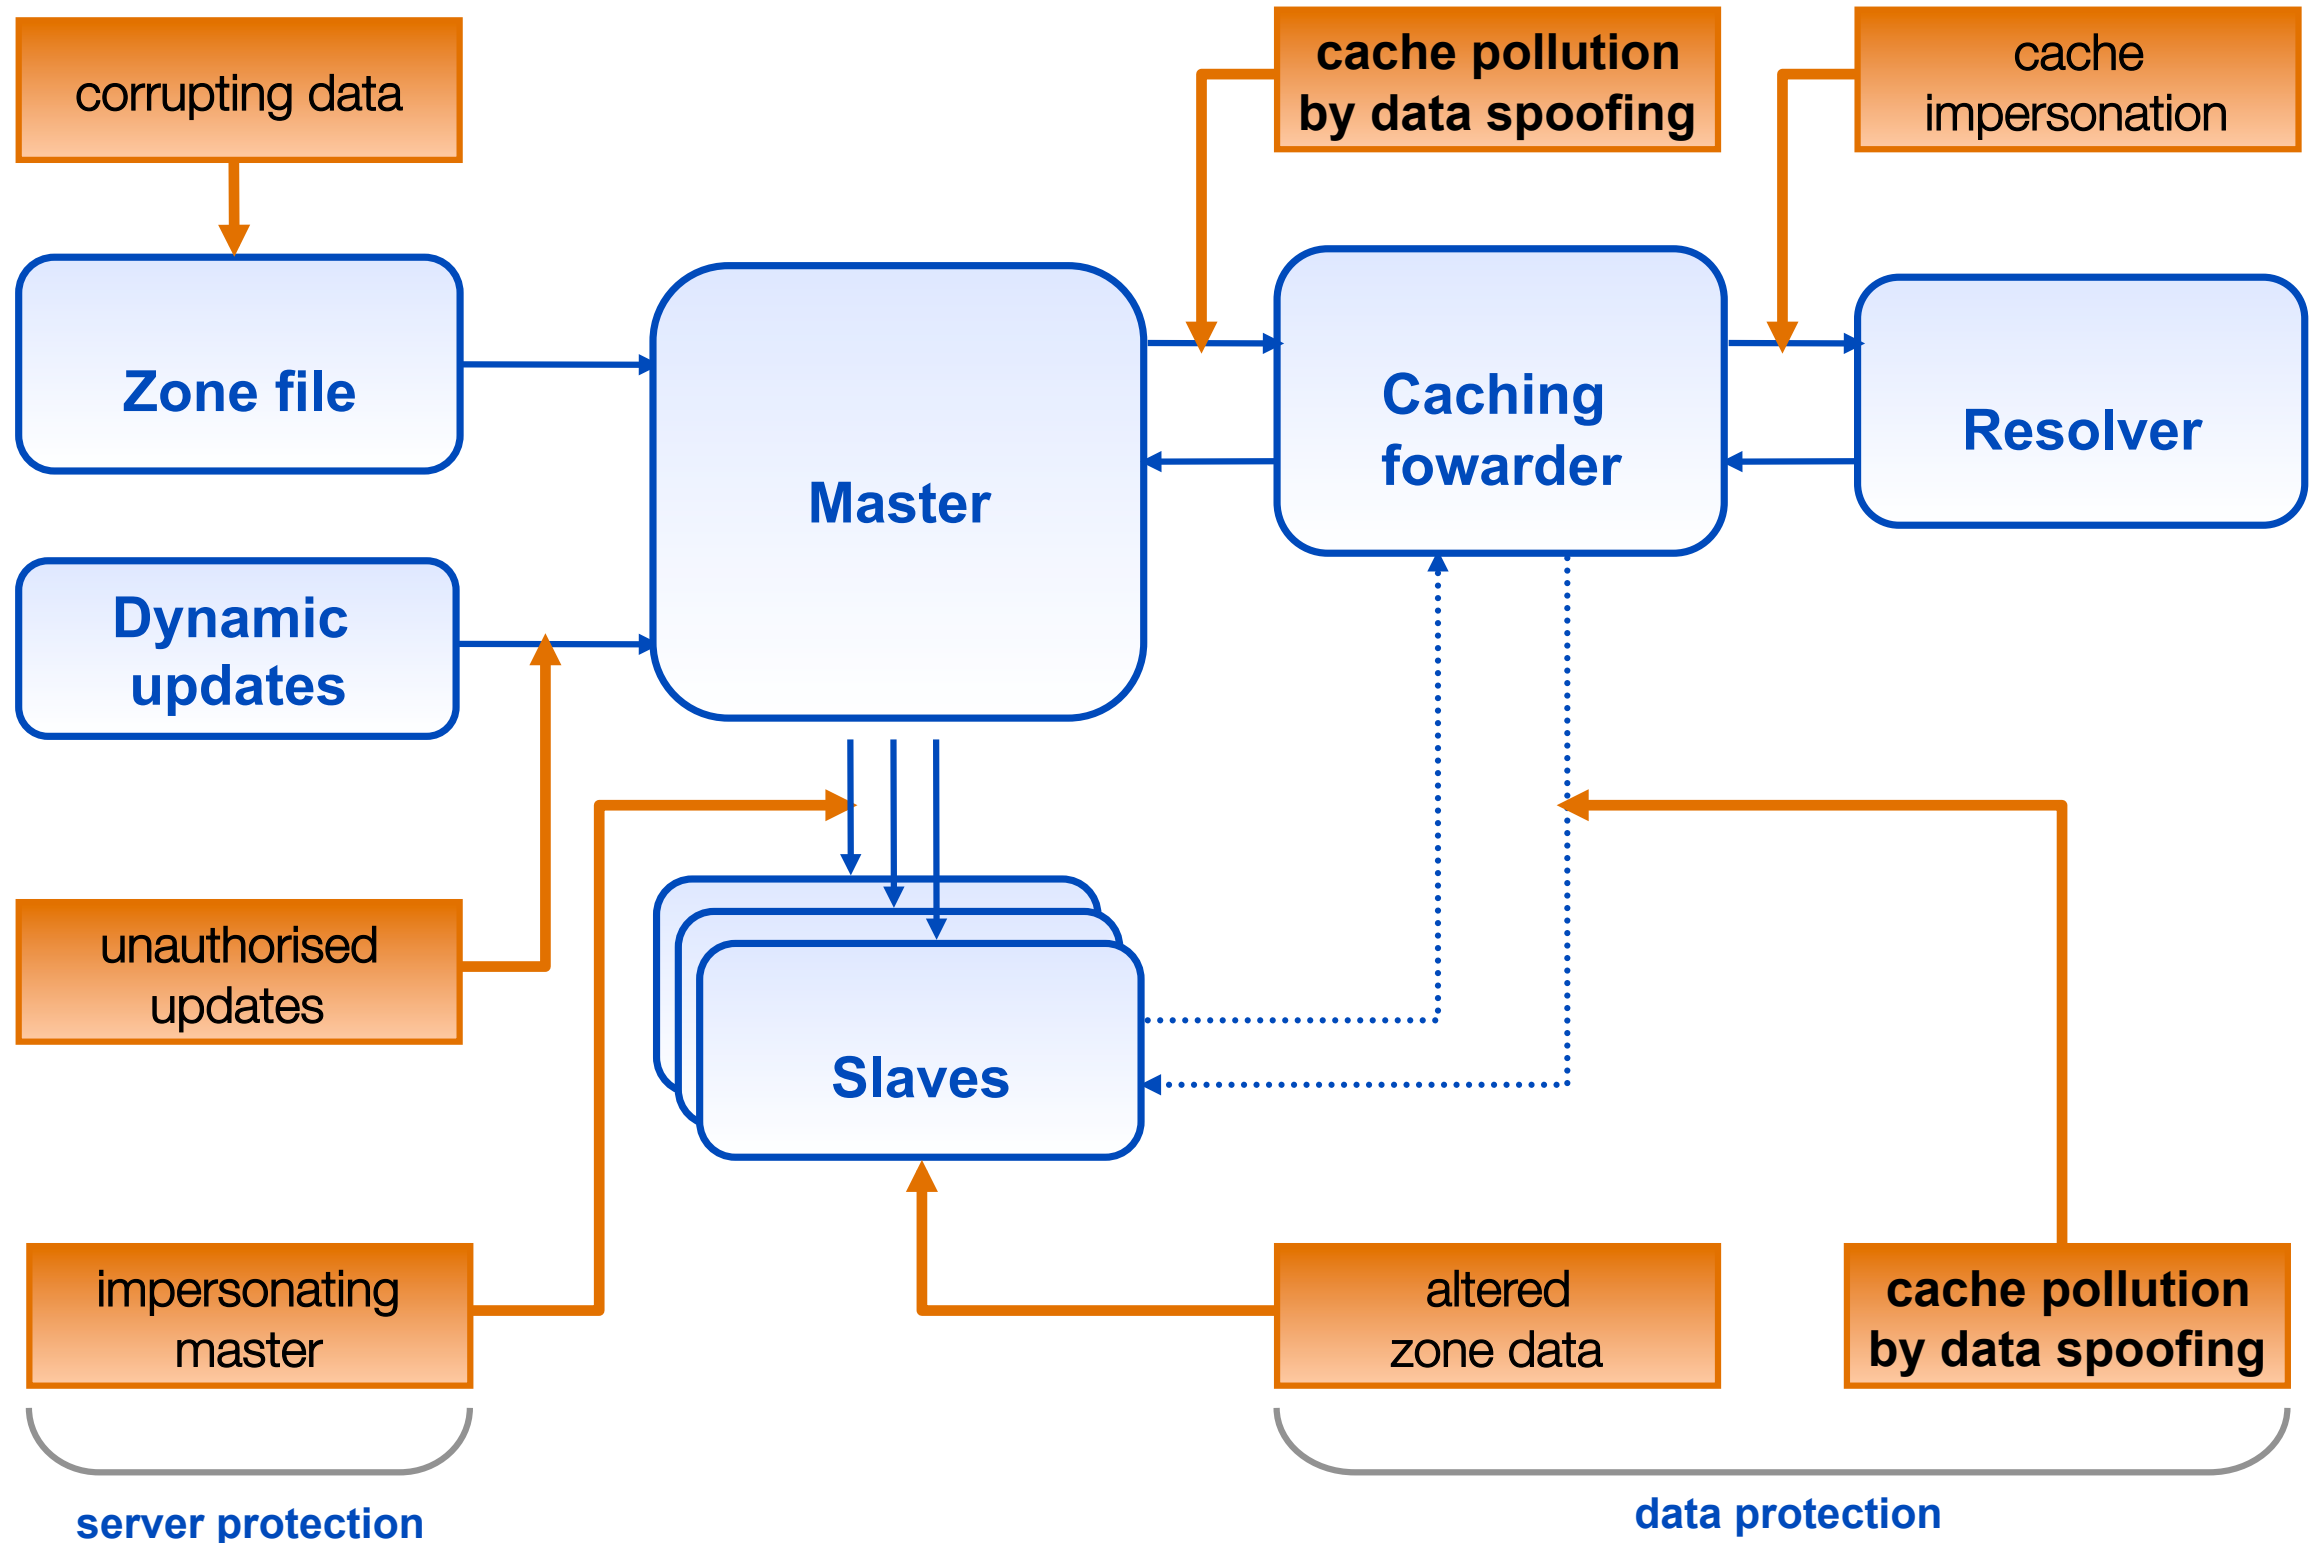 corrupting data
cache pollution
by data spoofing
cache
impersonation
Zone file
Master
Caching
fowarder
Resolver
Dynamic
updates
unauthorised
updates
Slaves
impersonating
master
altered
zone data
cache pollution
by data spoofing
server protection
data protection